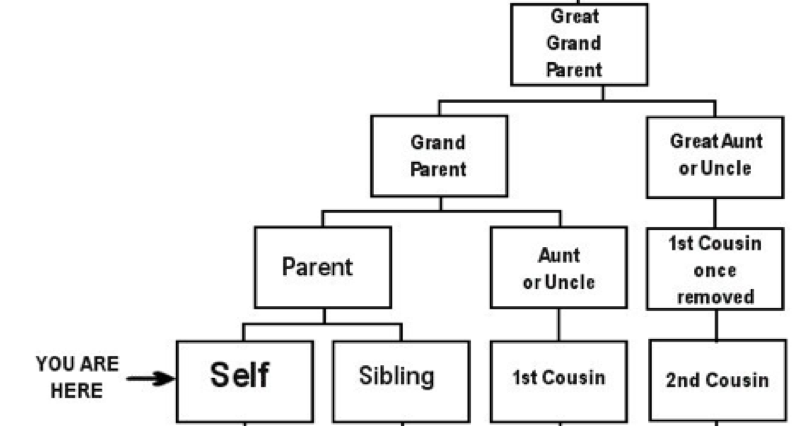 Great
Grand
Parent
Grand
Parent
Great Aunt
or Uncle
Parent
Aunt
or Uncle
1st Cousin
once
removed
YOU ARE
HERE
Self
Sibling
1st Cousin
2nd Cousin